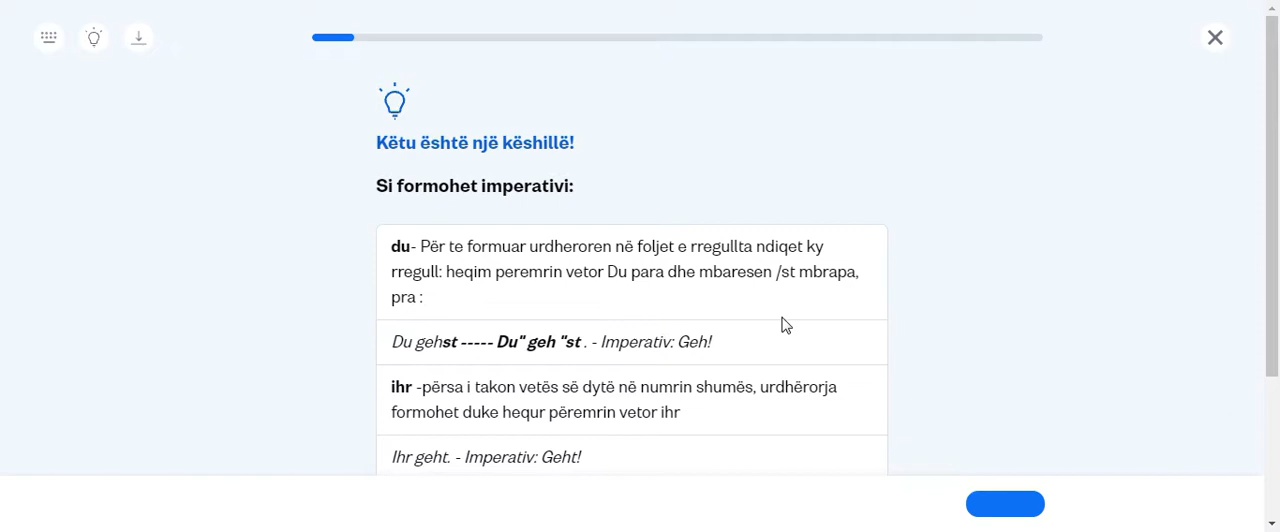 Këtu është një këshillë!
Si formohet imperativi:
du- Për te formuar urdheroren në foljet e rregullta ndiqet ky
rregull: heqim peremrin vetor Du para dhe mbaresen /st mbrapa,
pra :
Du gehst ----- Du" geh "st . - Imperativ: Geh!
ihr -përsa i takon vetës së dytë në numrin shumës, urdhërorja
formohet duke hequr përemrin vetor ihr
Ihr geht. - Imperativ: Geht!